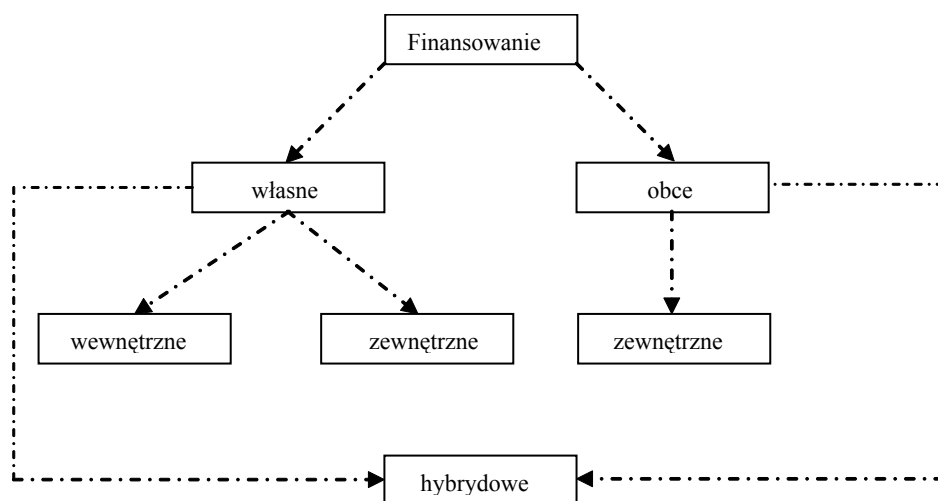 Finansowanie
własne
obce
wewnętrzne
zewnętrzne
zewnętrzne
hybrydowe